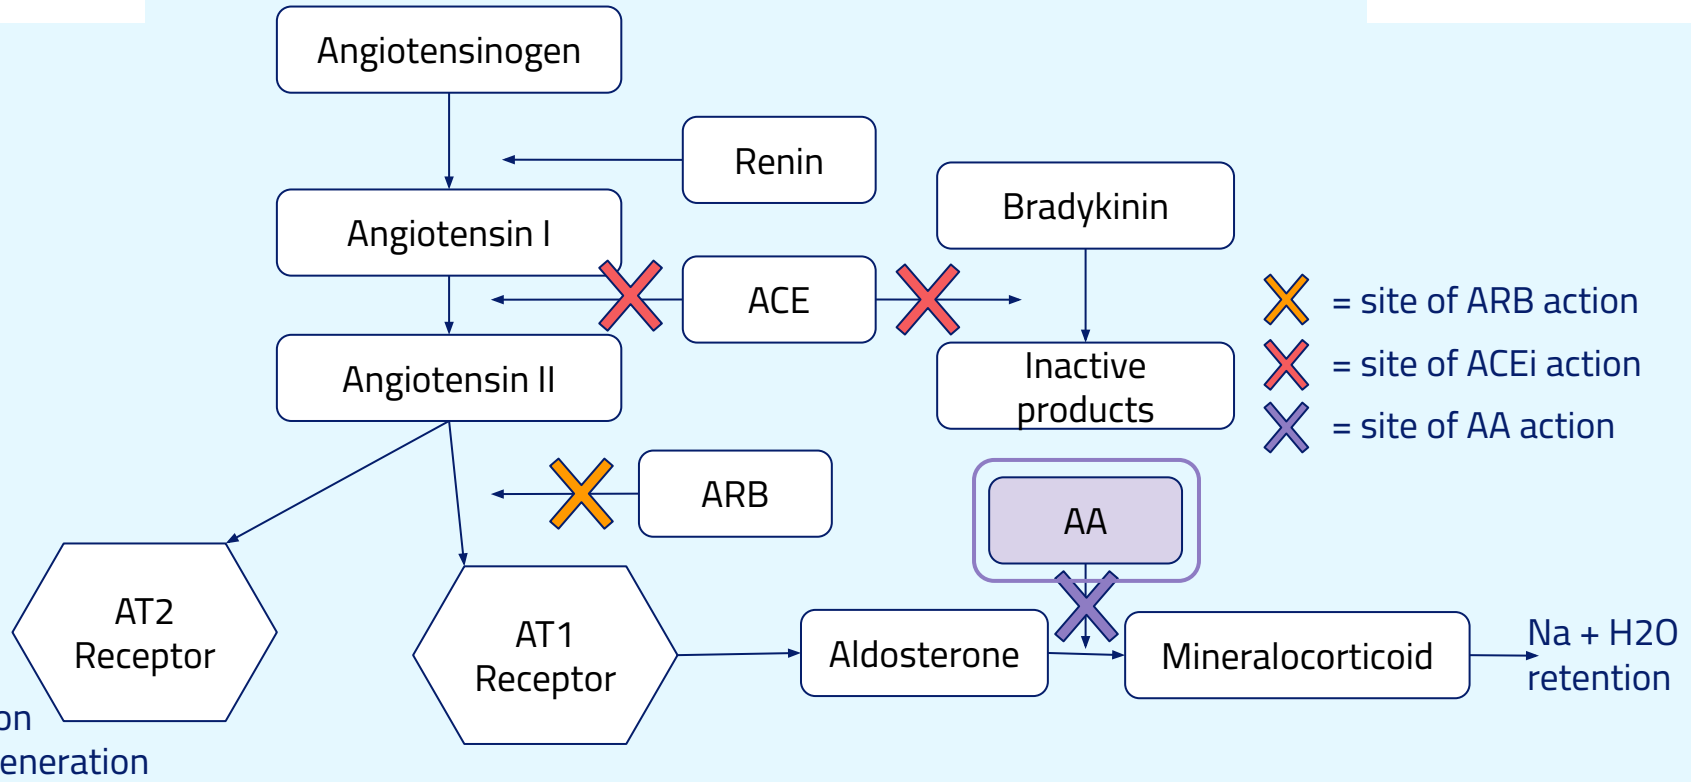 Angiotensinogen
Renin
Bradykinin
Angiotensin I
ACE
= site of ARB action
Inactive
products
= site of ACEi action
Angiotensin II
= site of AA action
ARB
AA
AT2
Receptor
AT1
Receptor
Aldosterone
Mineralocorticoid
Na + H2O
retention
on
eneration